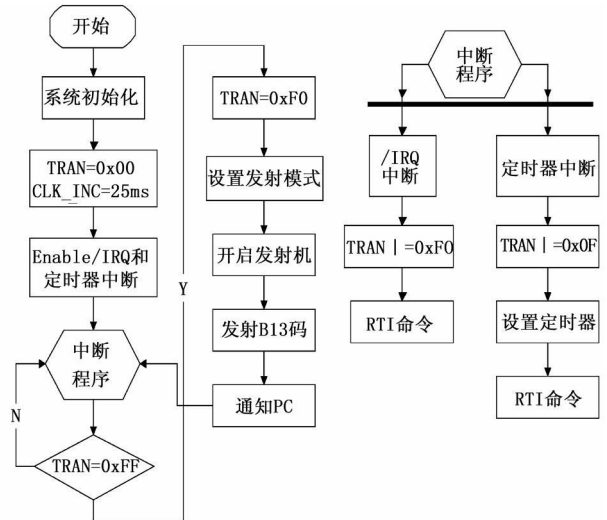 开始
系统初始化
TRAN=0x00
CLK_INC=25ms
Enable/IRQ和
定时器中断
中断
程序
N
TRAN=0xFF
Y
TRAN=0xF0
设置发射模式
开启发射机
发射B13码
通知PC
中断
程序
/IRQ
中断
TRAN|=0xF0
RTI命令
定时器中断
TRAN|=0x0F
设置定时器
RTI命令